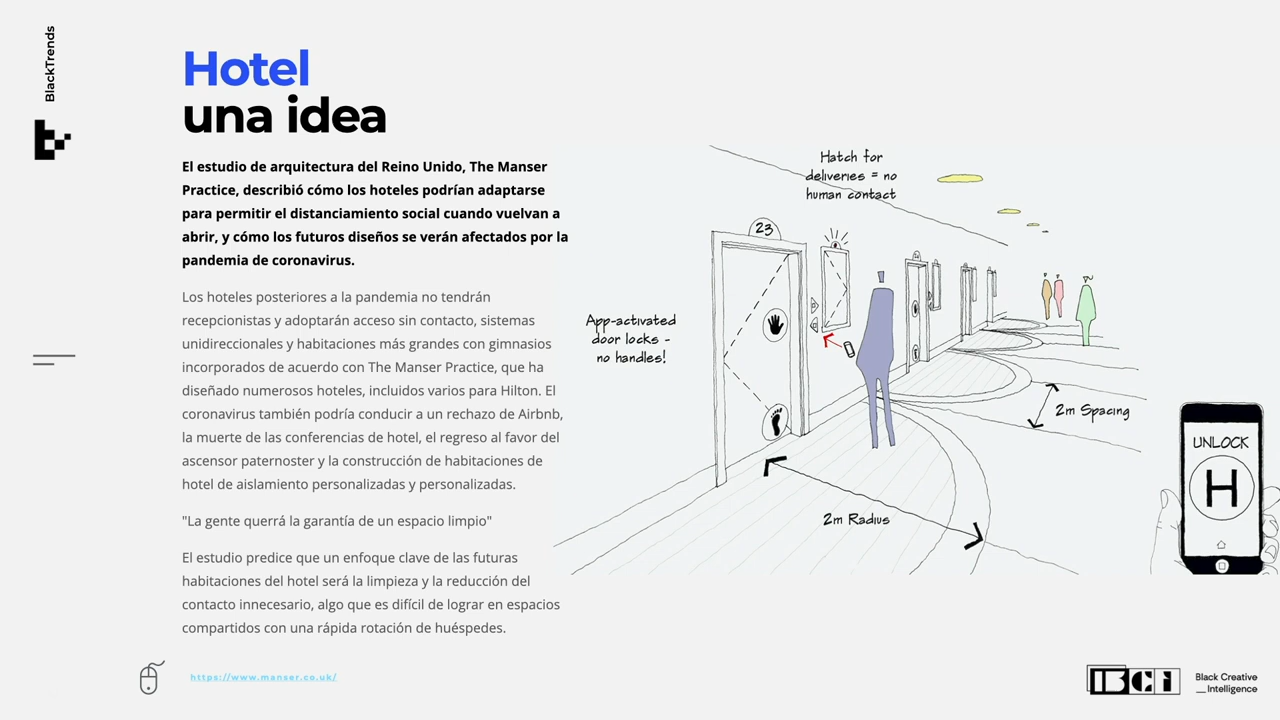 BlackTrends
Hotel
una idea
El estudio de arquitectura del Reino Unido, The Manser
Practice, describió cómo los hoteles podrían adaptarse
para permitir el distanciamiento social cuando vuelvan a
abrir, y cómo los futuros diseños se verán afectados por la
pandemia de coronavirus.
Los hoteles posteriores a la pandemia no tendrán
recepcionistas y adoptarán acceso sin contacto, sistemas
unidireccionales y habitaciones más grandes con gimnasios
incorporados de acuerdo con The Manser Practice, que ha
diseñado numerosos hoteles, incluidos varios para Hilton. El
coronavirus también podría conducir a un rechazo de Airbnb,
la muerte de las conferencias de hotel, el regreso al favor del
ascensor paternoster y la construcción de habitaciones de
hotel de aislamiento personalizadas y personalizadas.
"La gente querrá la garantía de un espacio limpio"
El estudio predice que un enfoque clave de las futuras
habitaciones del hotel será la limpieza y la reducción del
contacto innecesario, algo que es difícil de lograr en espacios
compartidos con una rápida rotación de huéspedes.
https://www.manser.co.uk/
Hatch for
deliveries = no
human contact
23
App-activated
door locks -
no handles!
2m Spacing
2m Radius
UNLOCK
H
BCI
Black Creative
__Intelligence